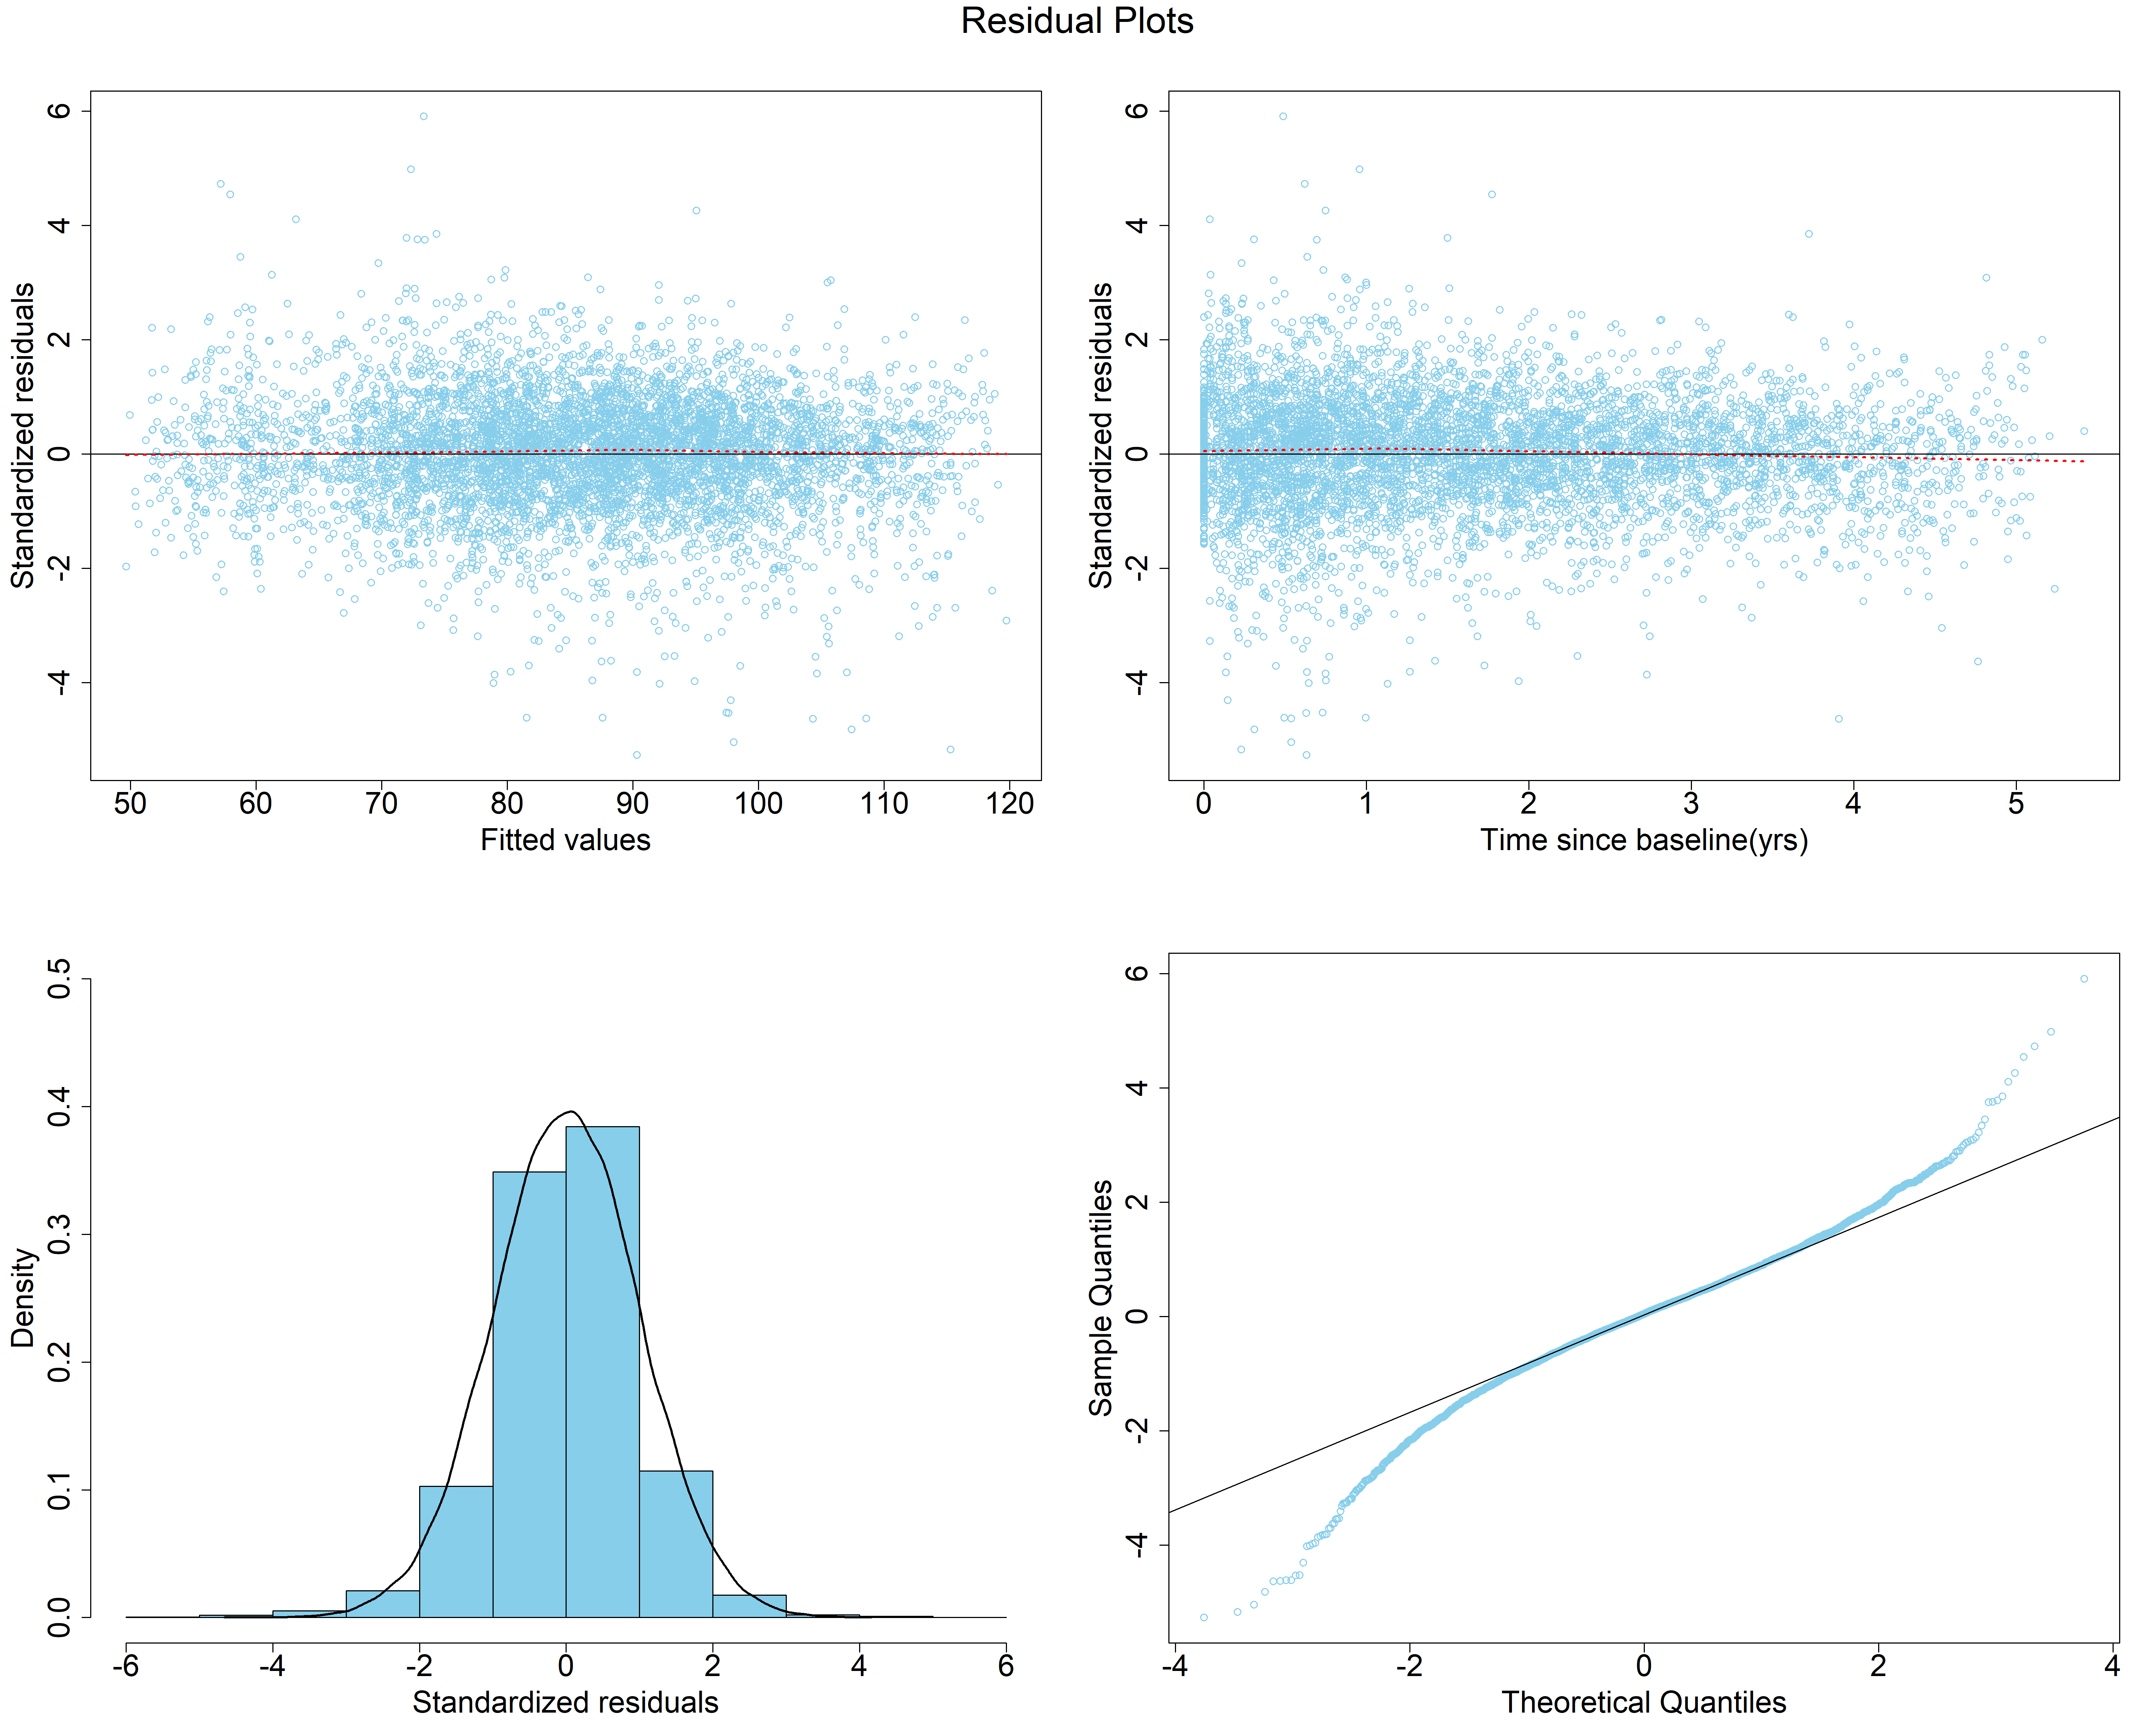 Residual Plots
Standardized residuals
6
4
2
0
-2
-4
50 60 70 80 90 100 110 120
Fitted values
Standardized residuals
6
4
2
0
-2
-4
0 1 2 3 4 5
Time since baseline(yrs)
Density
0.5
0.4
0.3
0.2
0.1
0.0
-6 -4 -2 0 2 4 6
Standardized residuals
Sample Quantiles
6
4
2
0
-2
-4
-4 -2 0 2 4
Theoretical Quantiles